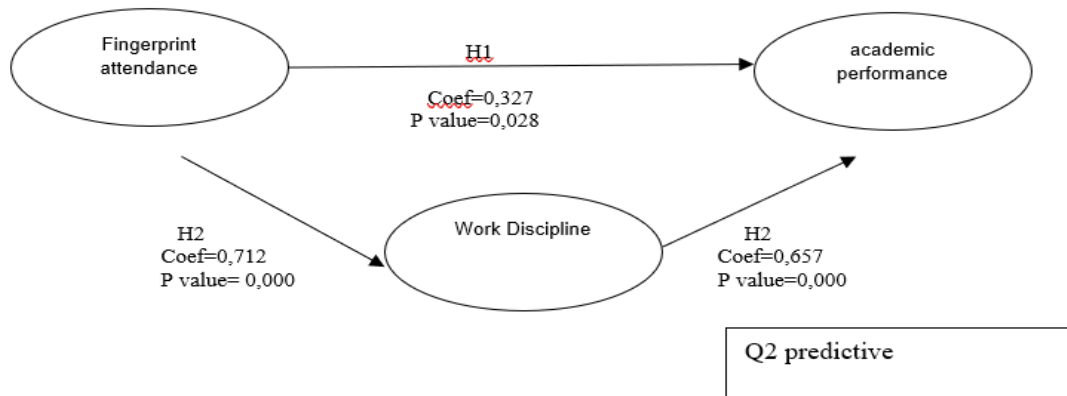 Fingerprint
attendance
H1
Coef=0,327
P value=0,028
academic
performance
H2
Coef=0,712
P value= 0,000
Work Discipline
H2
Coef=0,657
P value=0,000
Q2 predictive